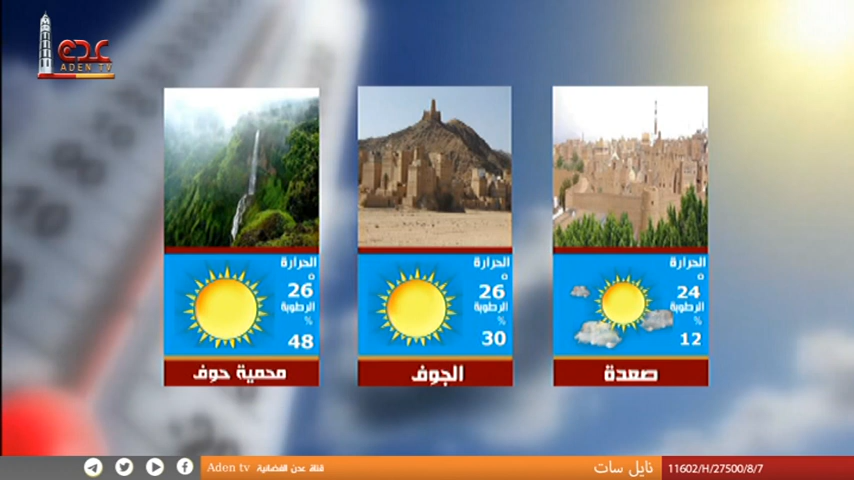 عدن
ADEN TV
الحرارة
°
24
الرطوبة
%
12
صعدة
الحرارة
°
26
الرطوبة
%
30
الجوف
الحرارة
°
26
الرطوبة
%
48
محمية حوف
Aden tv قناة عدن الفضائية
نايل سات
11602/H/27500/8/7